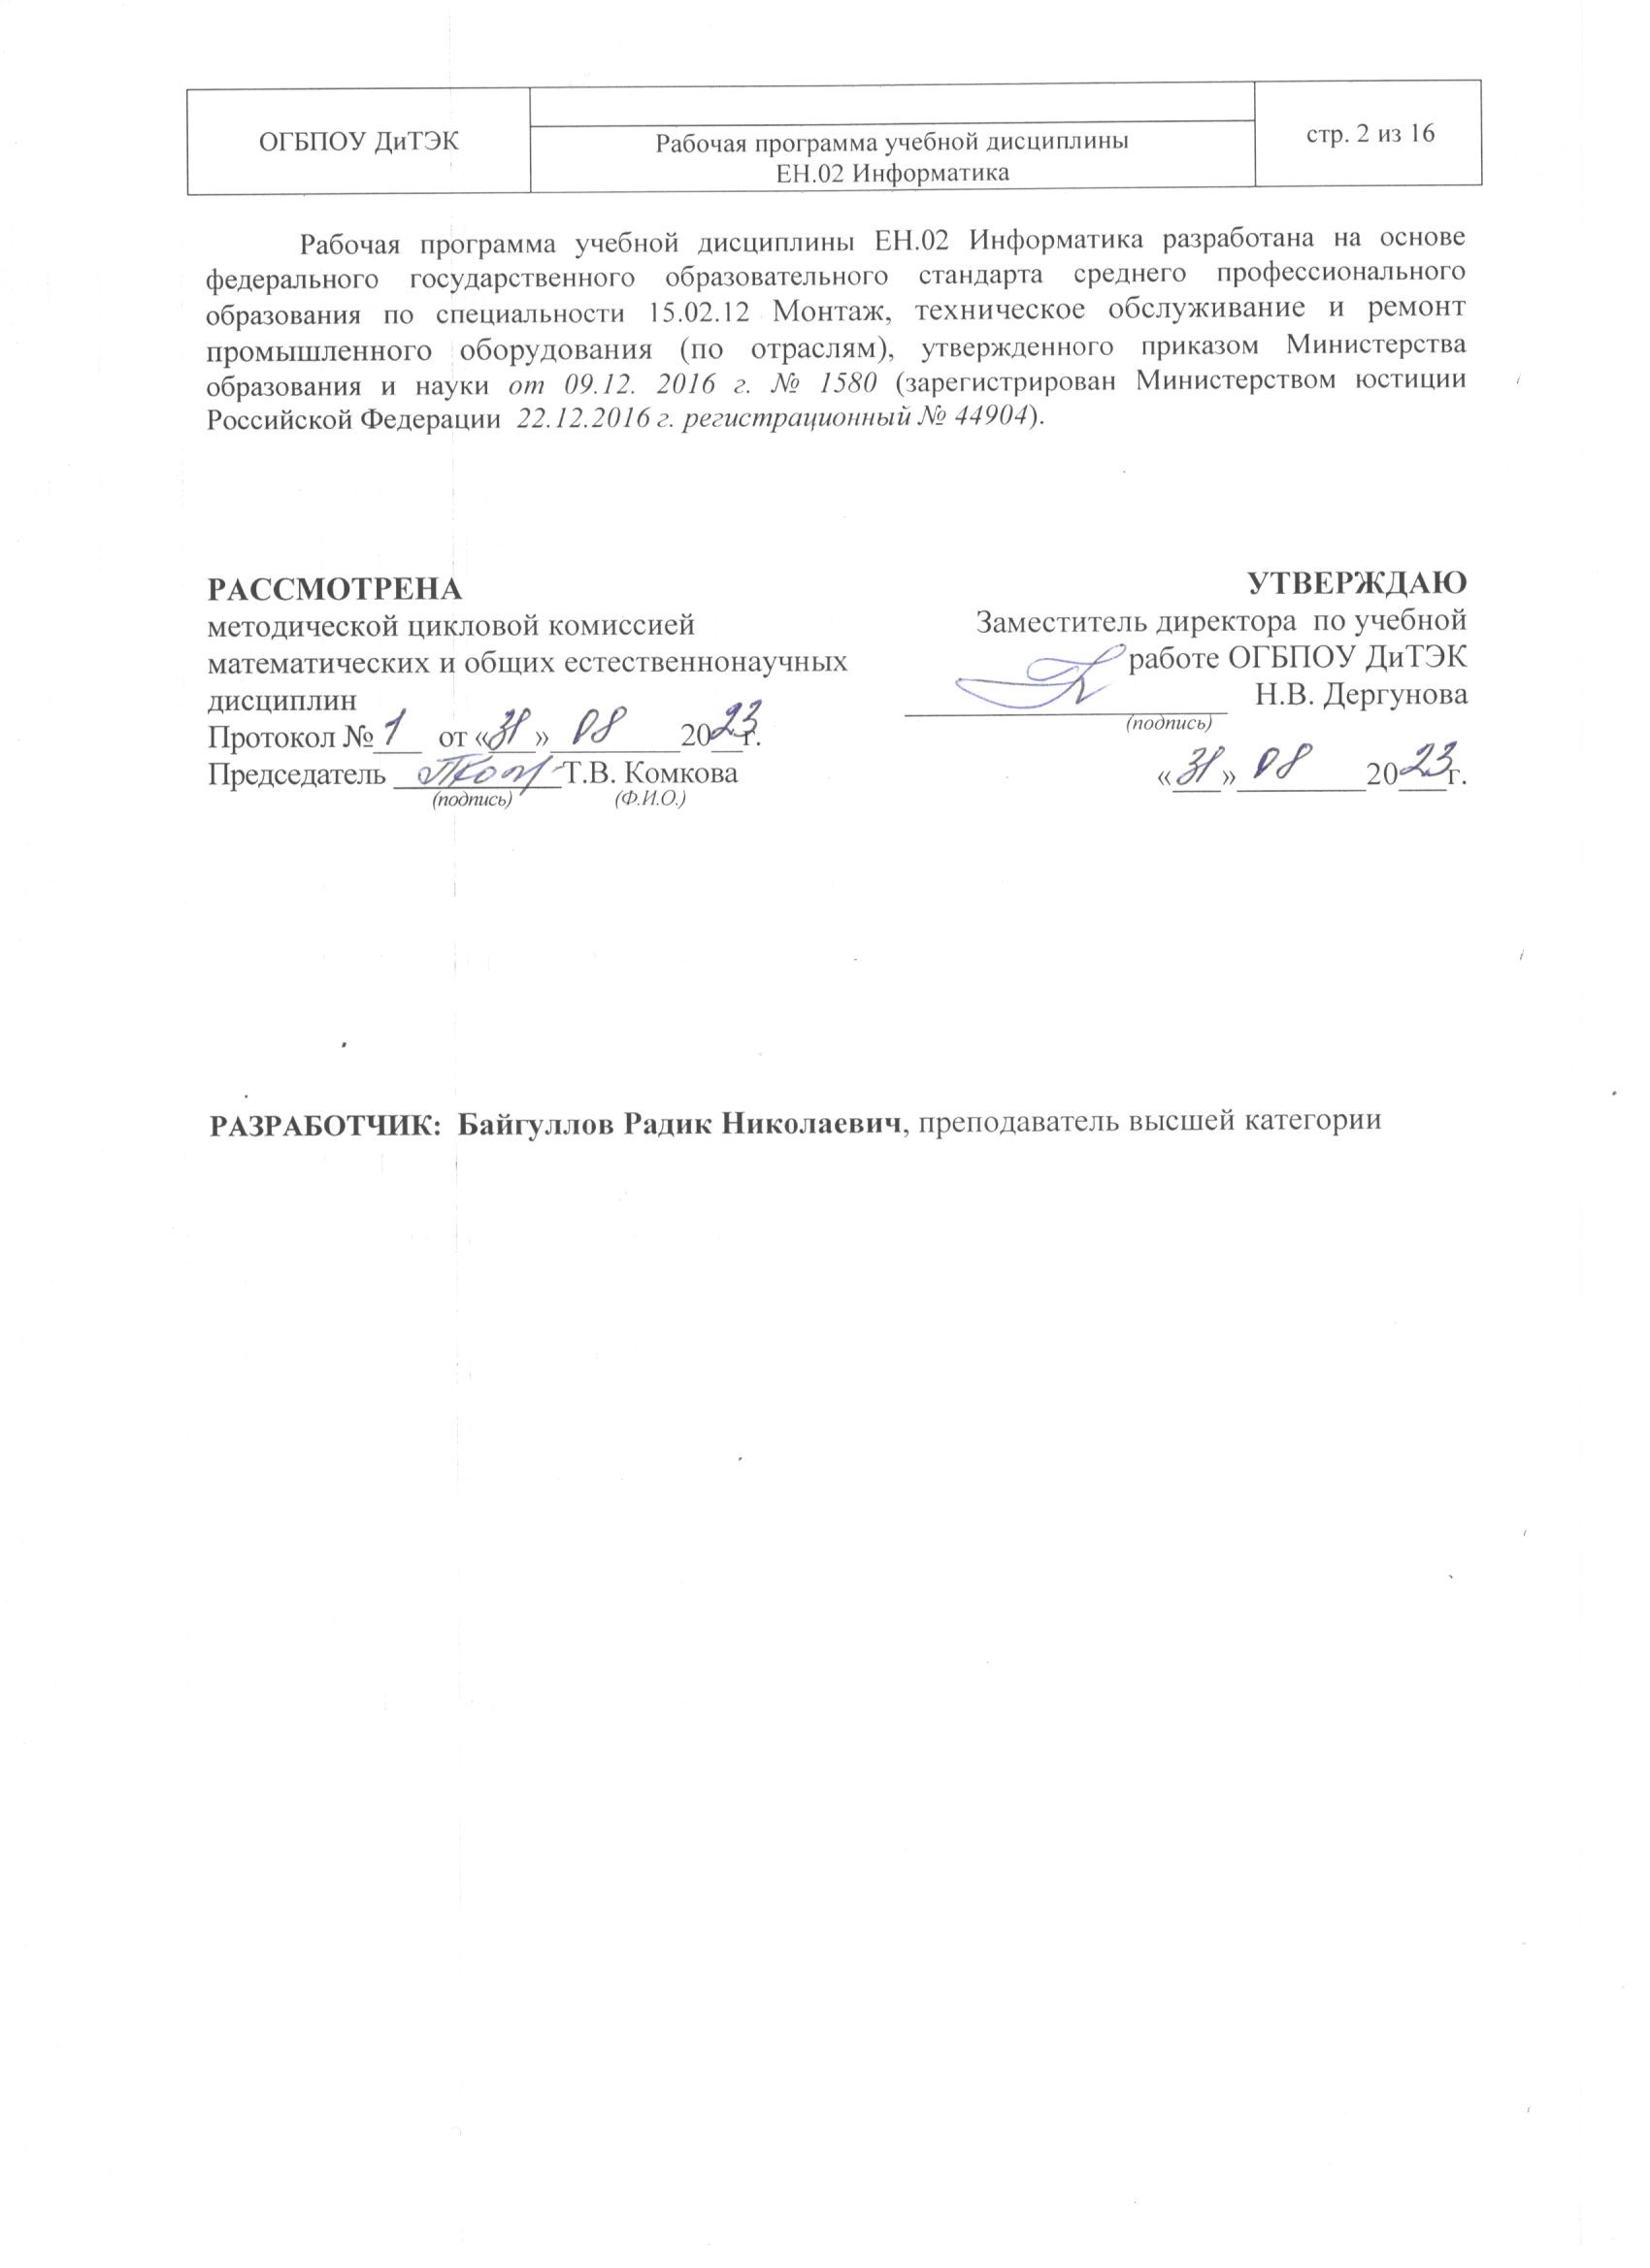 ОГБПОУ ДиТЭК
Рабочая программа учебной дисциплины
ЕН.02 Информатика
стр. 2 из 16
Рабочая программа учебной дисциплины ЕН.02 Информатика разработана на основе
федерального государственного образовательного стандарта среднего профессионального
образования по специальности 15.02.12 Монтаж, техническое обслуживание и ремонт
промышленного оборудования (по отраслям), утвержденного приказом Министерства
образования и науки от 09.12. 2016 г. № 1580 (зарегистрирован Министерством юстиции
Российской Федерации 22.12.2016 г. регистрационный № 44904).
РАССМОТРЕНА
методической цикловой комиссией
математических и общих естественнонаучных
дисциплин
Протокол № 1 от «31» 08 2023г.
Председатель Т.В. Комкова
(подпись) (Ф.И.О.)
УТВЕРЖДАЮ
Заместитель директора по учебной
работе ОГБПОУ ДиТЭК
Н.В. Дергунова
(подпись)
«31» 08 2023г.
РАЗРАБОТЧИК: Байгуллов Радик Николаевич, преподаватель высшей категории